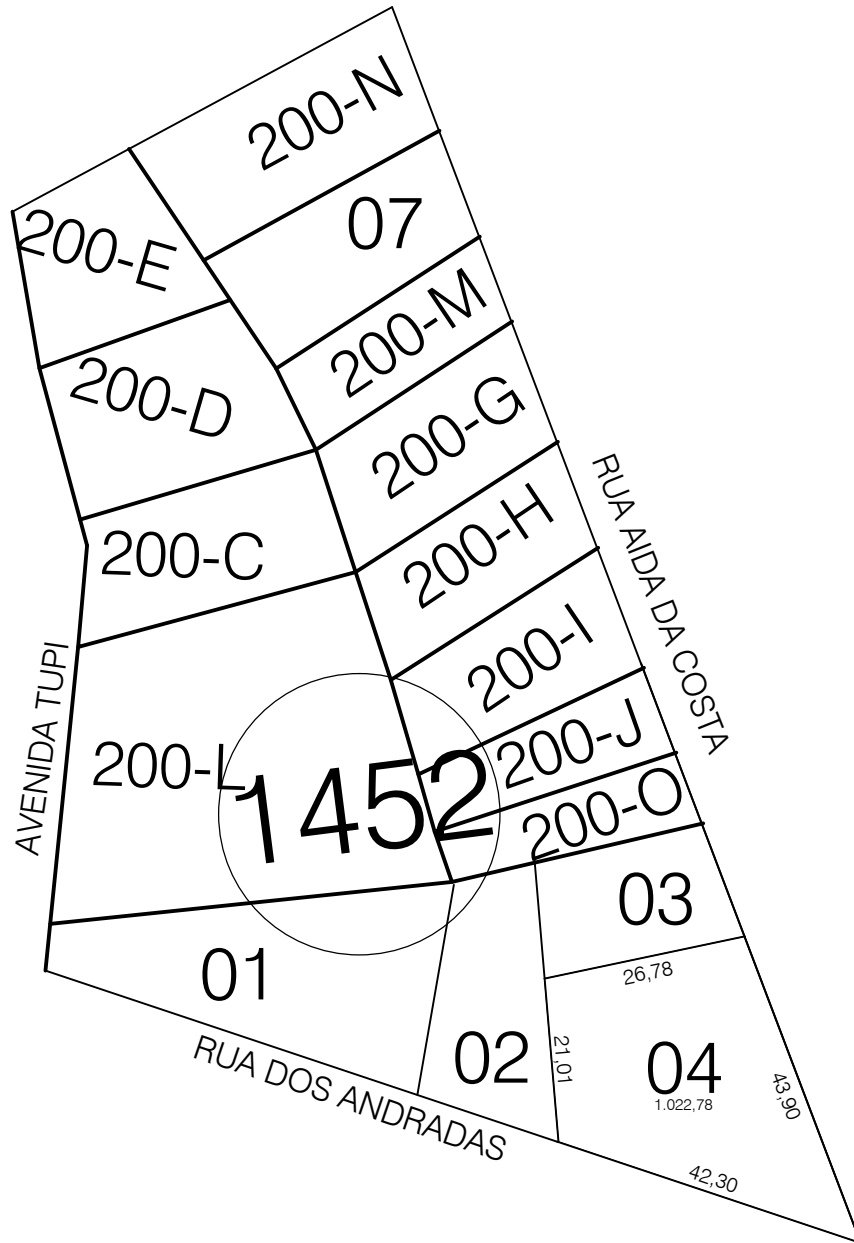 200-N
07
200-E
200-M
200-D
200-G
200-H
200-C
RUA AIDA DA COSTA
200-I
AVENIDA TUPI
200-L
1452
200-J
200-O
03
01
26,78
02
21,01
04
1.022,78
43,90
RUA DOS ANDRADAS
42,30